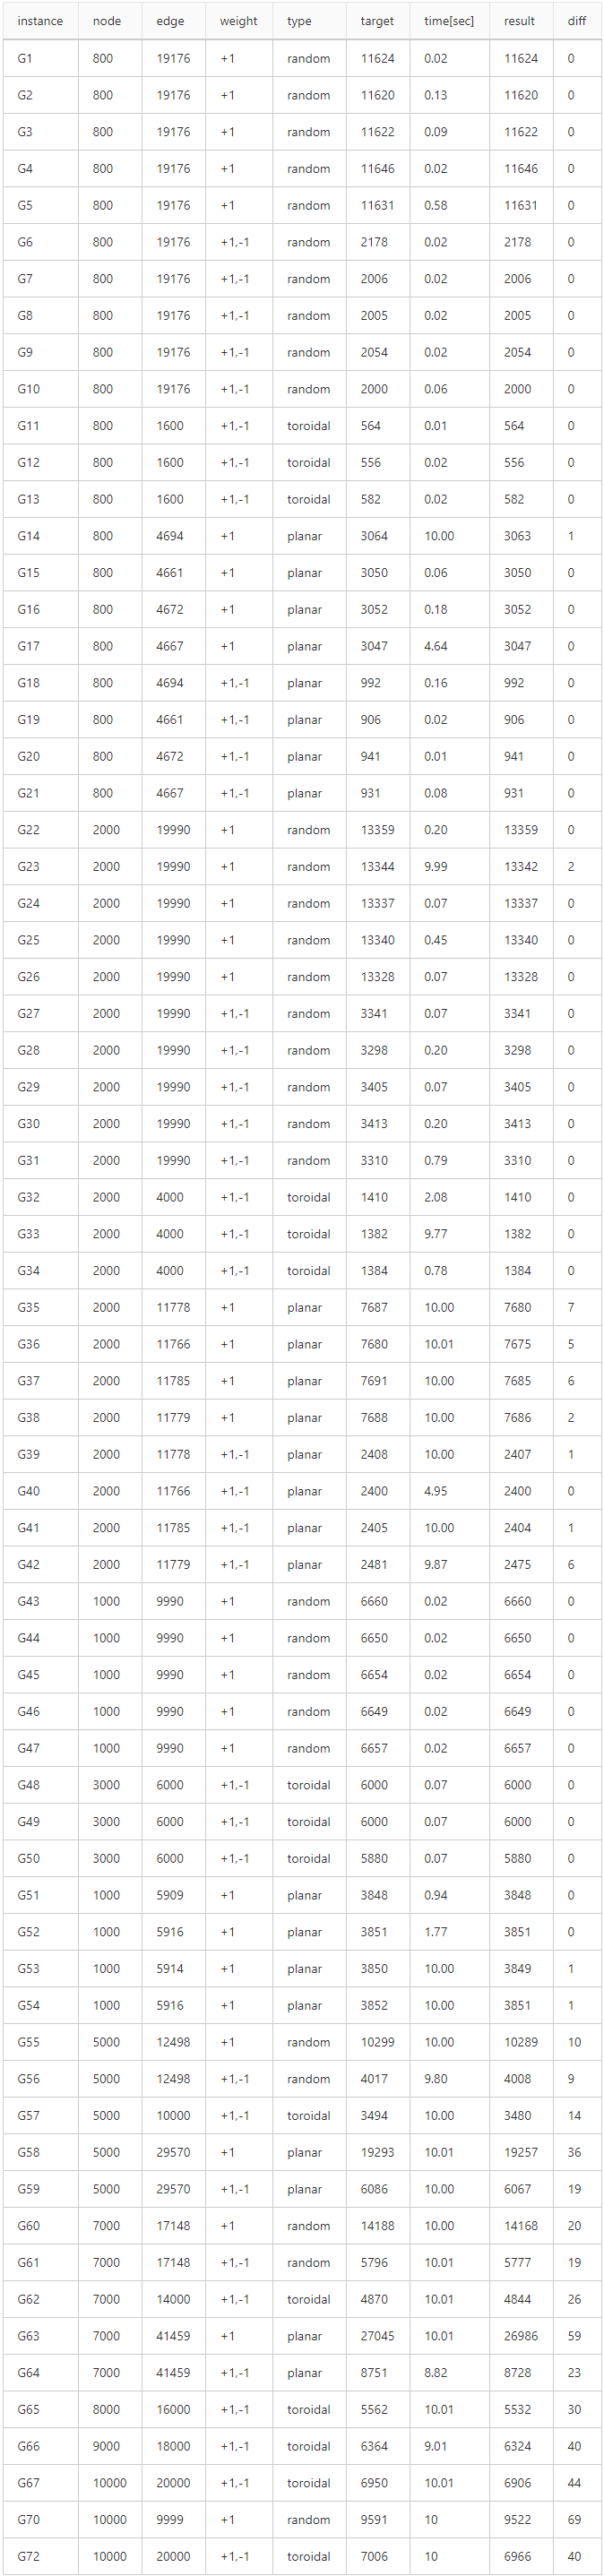 instance node edge weight type target time[sec] result diff
G1 800 19176 +1 random 11624 0.02 11624 0
G2 800 19176 +1 random 11620 0.13 11620 0
G3 800 19176 +1 random 11622 0.09 11622 0
G4 800 19176 +1 random 11646 0.02 11646 0
G5 800 19176 +1 random 11631 0.58 11631 0
G6 800 19176 +1,-1 random 2178 0.02 2178 0
G7 800 19176 +1,-1 random 2006 0.02 2006 0
G8 800 19176 +1,-1 random 2005 0.02 2005 0
G9 800 19176 +1,-1 random 2054 0.02 2054 0
G10 800 19176 +1,-1 random 2000 0.06 2000 0
G11 800 1600 +1,-1 toroidal 564 0.01 564 0
G12 800 1600 +1,-1 toroidal 556 0.02 556 0
G13 800 1600 +1,-1 toroidal 582 0.02 582 0
G14 800 4694 +1 planar 3064 10.00 3063 1
G15 800 4661 +1 planar 3050 0.06 3050 0
G16 800 4672 +1 planar 3052 0.18 3052 0
G17 800 4667 +1 planar 3047 4.64 3047 0
G18 800 4694 +1,-1 planar 992 0.16 992 0
G19 800 4661 +1,-1 planar 906 0.02 906 0
G20 800 4672 +1,-1 planar 941 0.01 941 0
G21 800 4667 +1,-1 planar 931 0.08 931 0
G22 2000 19990 +1 random 13359 0.20 13359 0
G23 2000 19990 +1 random 13344 9.99 13342 2
G24 2000 19990 +1 random 13337 0.07 13337 0
G25 2000 19990 +1 random 13340 0.45 13340 0
G26 2000 19990 +1 random 13328 0.07 13328 0
G27 2000 19990 +1,-1 random 3341 0.07 3341 0
G28 2000 19990 +1,-1 random 3298 0.20 3298 0
G29 2000 19990 +1,-1 random 3405 0.07 3405 0
G30 2000 19990 +1,-1 random 3413 0.20 3413 0
G31 2000 19990 +1,-1 random 3310 0.79 3310 0
G32 2000 4000 +1,-1 toroidal 1410 2.08 1410 0
G33 2000 4000 +1,-1 toroidal 1382 9.77 1382 0
G34 2000 4000 +1,-1 toroidal 1384 0.78 1384 0
G35 2000 11778 +1 planar 7687 10.00 7680 7
G36 2000 11766 +1 planar 7680 10.01 7675 5
G37 2000 11785 +1 planar 7691 10.00 7685 6
G38 2000 11779 +1 planar 7688 10.00 7686 2
G39 2000 11778 +1,-1 planar 2408 10.00 2407 1
G40 2000 11766 +1,-1 planar 2400 4.95 2400 0
G41 2000 11785 +1,-1 planar 2405 10.00 2404 1
G42 2000 11779 +1,-1 planar 2481 9.87 2475 6
G43 1000 9990 +1 random 6660 0.02 6660 0
G44 1000 9990 +1 random 6650 0.02 6650 0
G45 1000 9990 +1 random 6654 0.02 6654 0
G46 1000 9990 +1 random 6649 0.02 6649 0
G47 1000 9990 +1 random 6657 0.02 6657 0
G48 3000 6000 +1,-1 toroidal 6000 0.07 6000 0
G49 3000 6000 +1,-1 toroidal 6000 0.07 6000 0
G50 3000 6000 +1,-1 toroidal 5880 0.07 5880 0
G51 1000 5909 +1 planar 3848 0.94 3848 0
G52 1000 5916 +1 planar 3851 1.77 3851 0
G53 1000 5914 +1 planar 3850 10.00 3849 1
G54 1000 5916 +1 planar 3852 10.00 3851 1
G55 5000 12498 +1 random 10299 10.00 10289 10
G56 5000 12498 +1,-1 random 4017 9.80 4008 9
G57 5000 10000 +1,-1 toroidal 3494 10.00 3480 14
G58 5000 29570 +1 planar 19293 10.01 19257 36
G59 5000 29570 +1,-1 planar 6086 10.00 6067 19
G60 7000 17148 +1 random 14188 10.00 14168 20
G61 7000 17148 +1,-1 random 5796 10.01 5777 19
G62 7000 14000 +1,-1 toroidal 4870 10.01 4844 26
G63 7000 41459 +1 planar 27045 10.01 26986 59
G64 7000 41459 +1,-1 planar 8751 8.82 8728 23
G65 8000 16000 +1,-1 toroidal 5562 10.01 5532 30
G66 9000 18000 +1,-1 toroidal 6364 9.01 6324 40
G67 10000 20000 +1,-1 toroidal 6950 10.01 6906 44
G70 10000 9999 +1 random 9591 10 9522 69
G72 10000 20000 +1,-1 toroidal 7006 10 6966 40